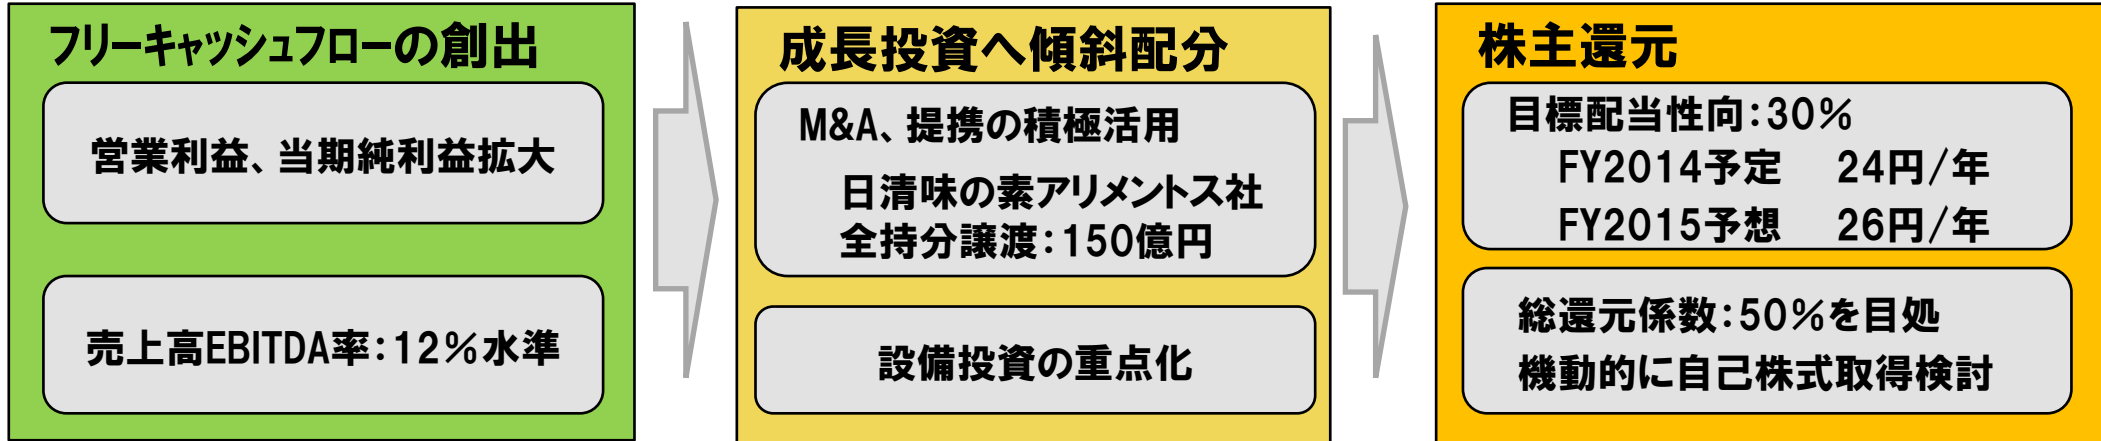 フリーキャッシュフローの創出
営業利益、当期純利益拡大
売上高EBITDA率：12％水準
成長投資へ傾斜配分
M&A、提携の積極活用
日清味の素アリメントス社
全持分譲渡：150億円
設備投資の重点化
株主還元
目標配当性向：30％
FY2014予定　24円/年
FY2015予想　26円/年
総還元係数：50％を目処
機動的に自己株式取得検討